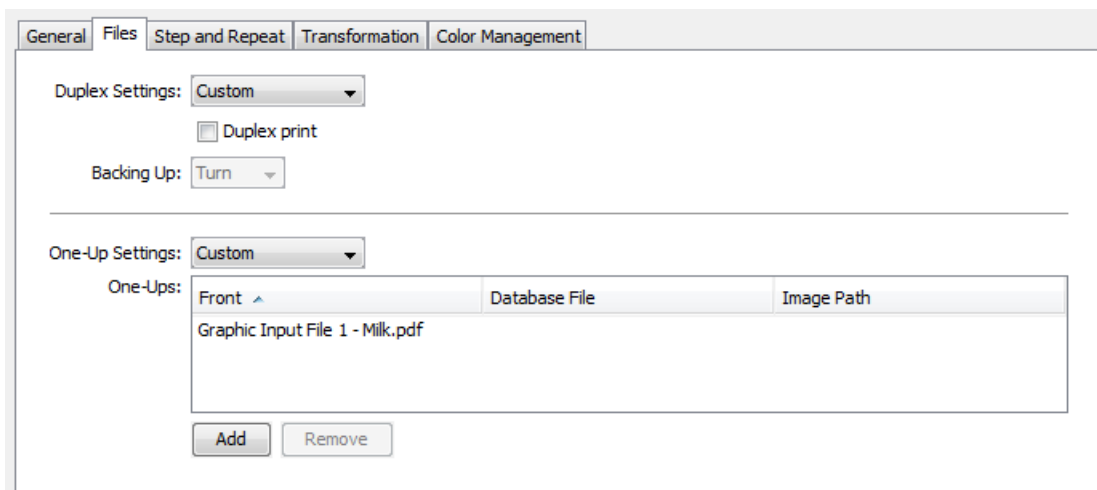 General Files Step and Repeat Transformation Color Management
Duplex Settings: Custom
Duplex print
Backing Up: Turn
One-Up Settings: Custom
One-Ups: Front Database File Image Path
Graphic Input File 1 - Milk.pdf
Add Remove